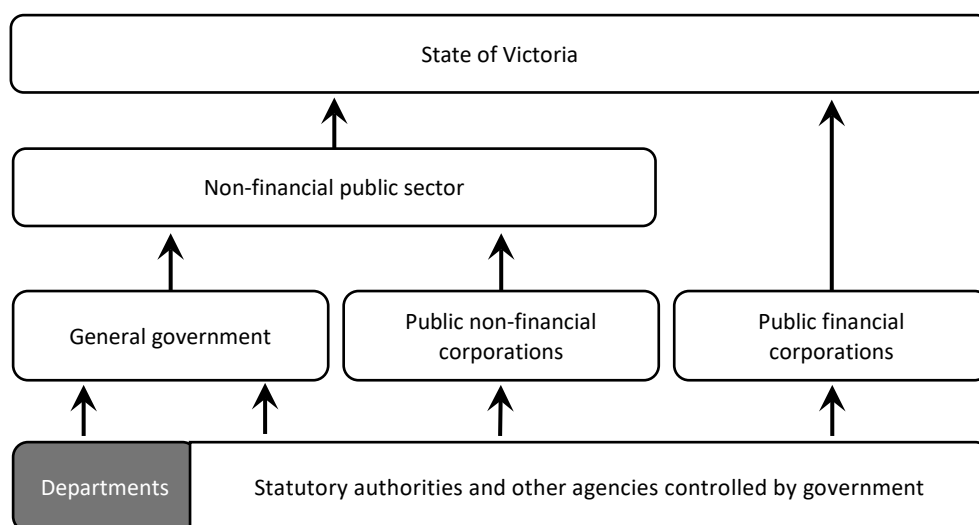 State of Victoria
Non-financial public sector
General government
Public non-financial
corporations
Public financial
corporations
Departments
Statutory authorities and other agencies controlled by government